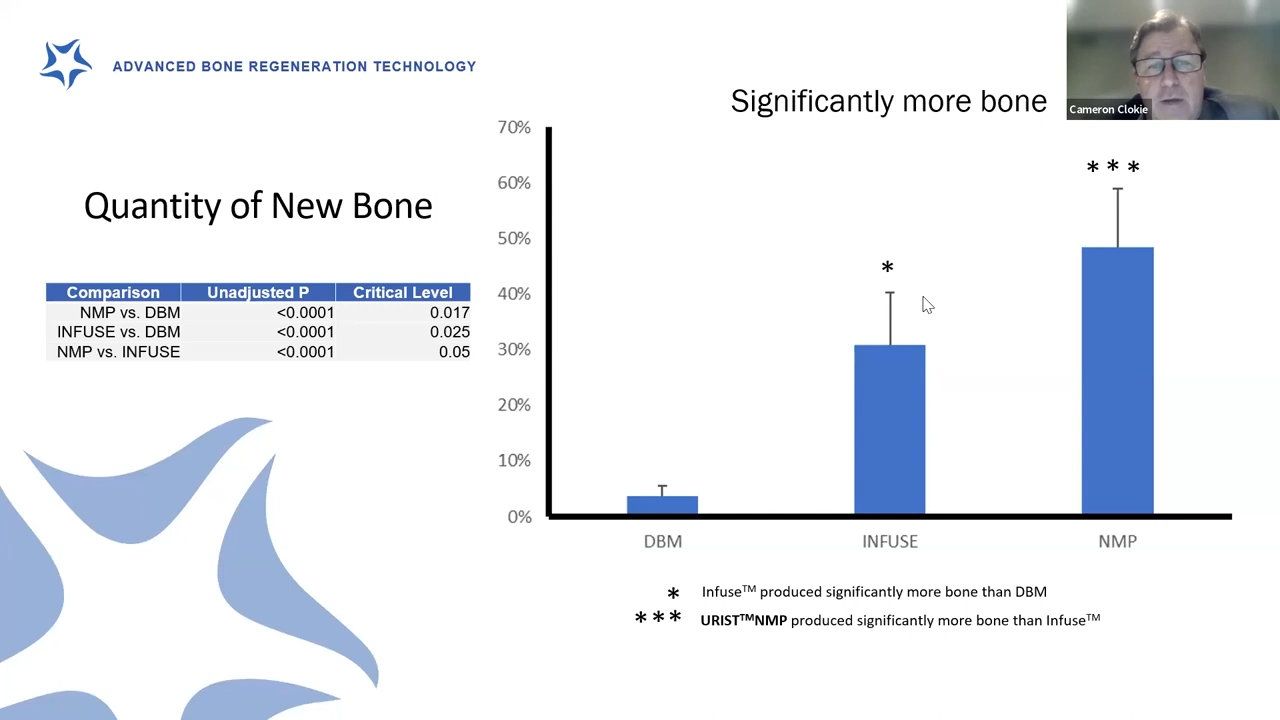 ADVANCED BONE REGENERATION TECHNOLOGY
Cameron Clokie
Significantly more bone
Quantity of New Bone
Comparison Unadjusted P Critical Level
NMP vs. DBM <0.0001 0.017
INFUSE vs. DBM <0.0001 0.025
NMP vs. INFUSE <0.0001 0.05
70%
60%
50%
40%
30%
20%
10%
0%
* * *
*
DBM INFUSE NMP
* Infuse™ produced significantly more bone than DBM
* * * URIST™NMP produced significantly more bone than Infuse™